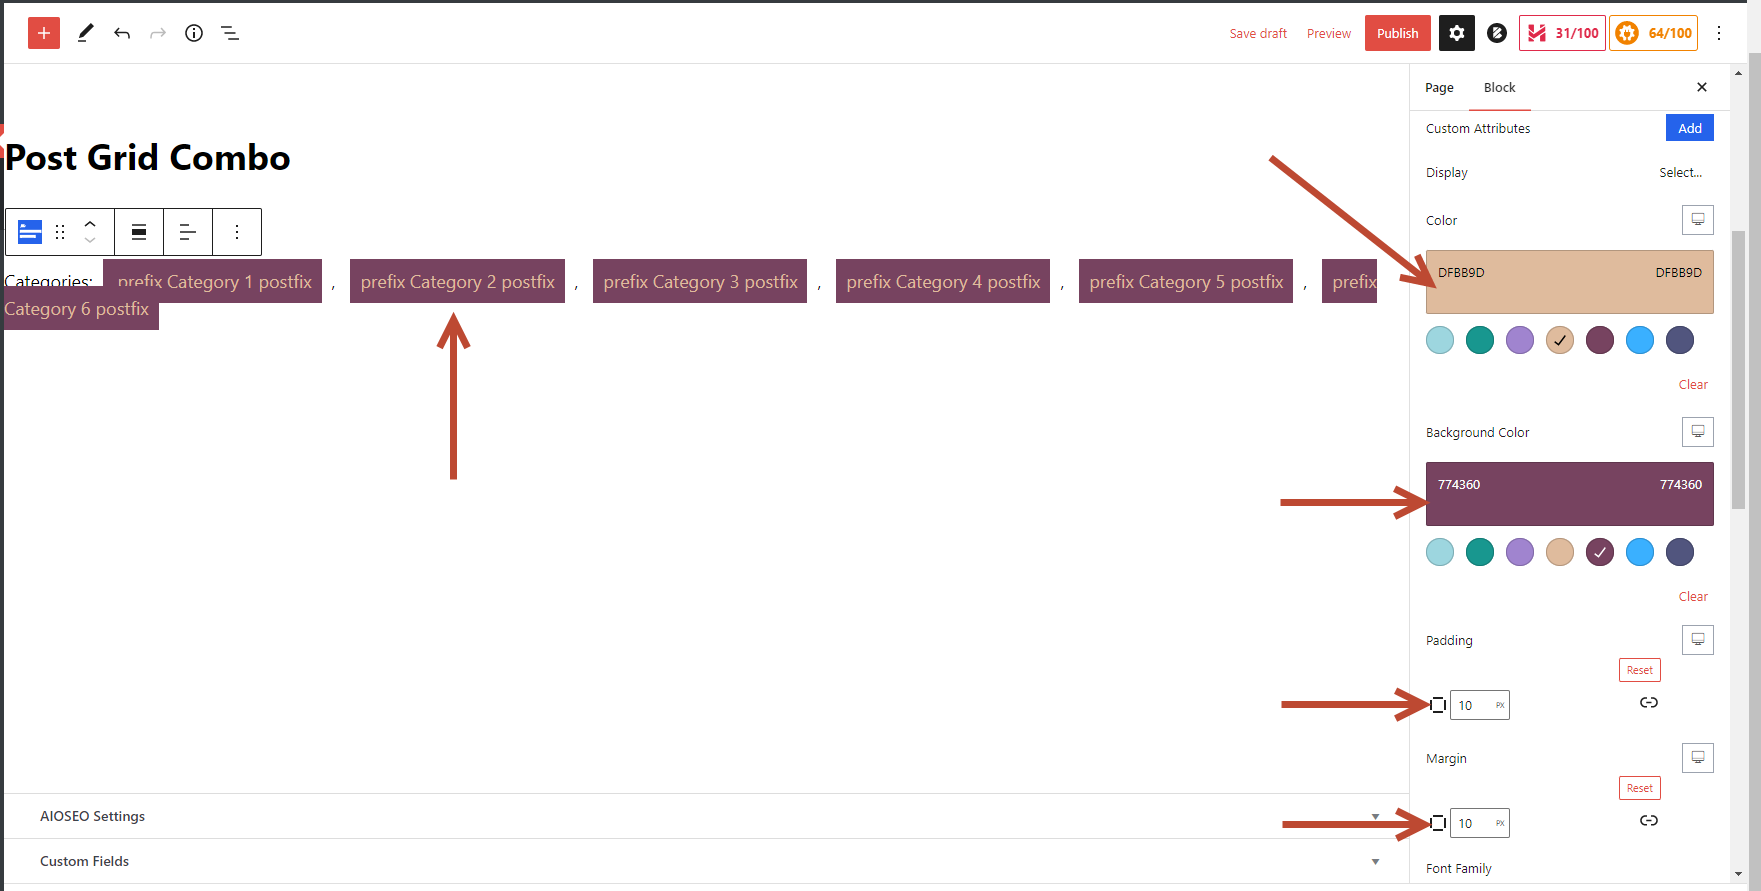 Save draft Preview Publish 31/100 64/100
Page Block
Custom Attributes Add
Display Select...
Color
DFBB9D DFBB9D
Clear
Background Color
774360 774360
Clear
Padding
Reset
10 PX
Margin
Reset
10 PX
Font Family
Post Grid Combo
Categories: prefix Category 1 postfix , prefix Category 2 postfix , prefix Category 3 postfix , prefix Category 4 postfix , prefix Category 5 postfix , prefix
Category 6 postfix
AIOSEO Settings
Custom Fields